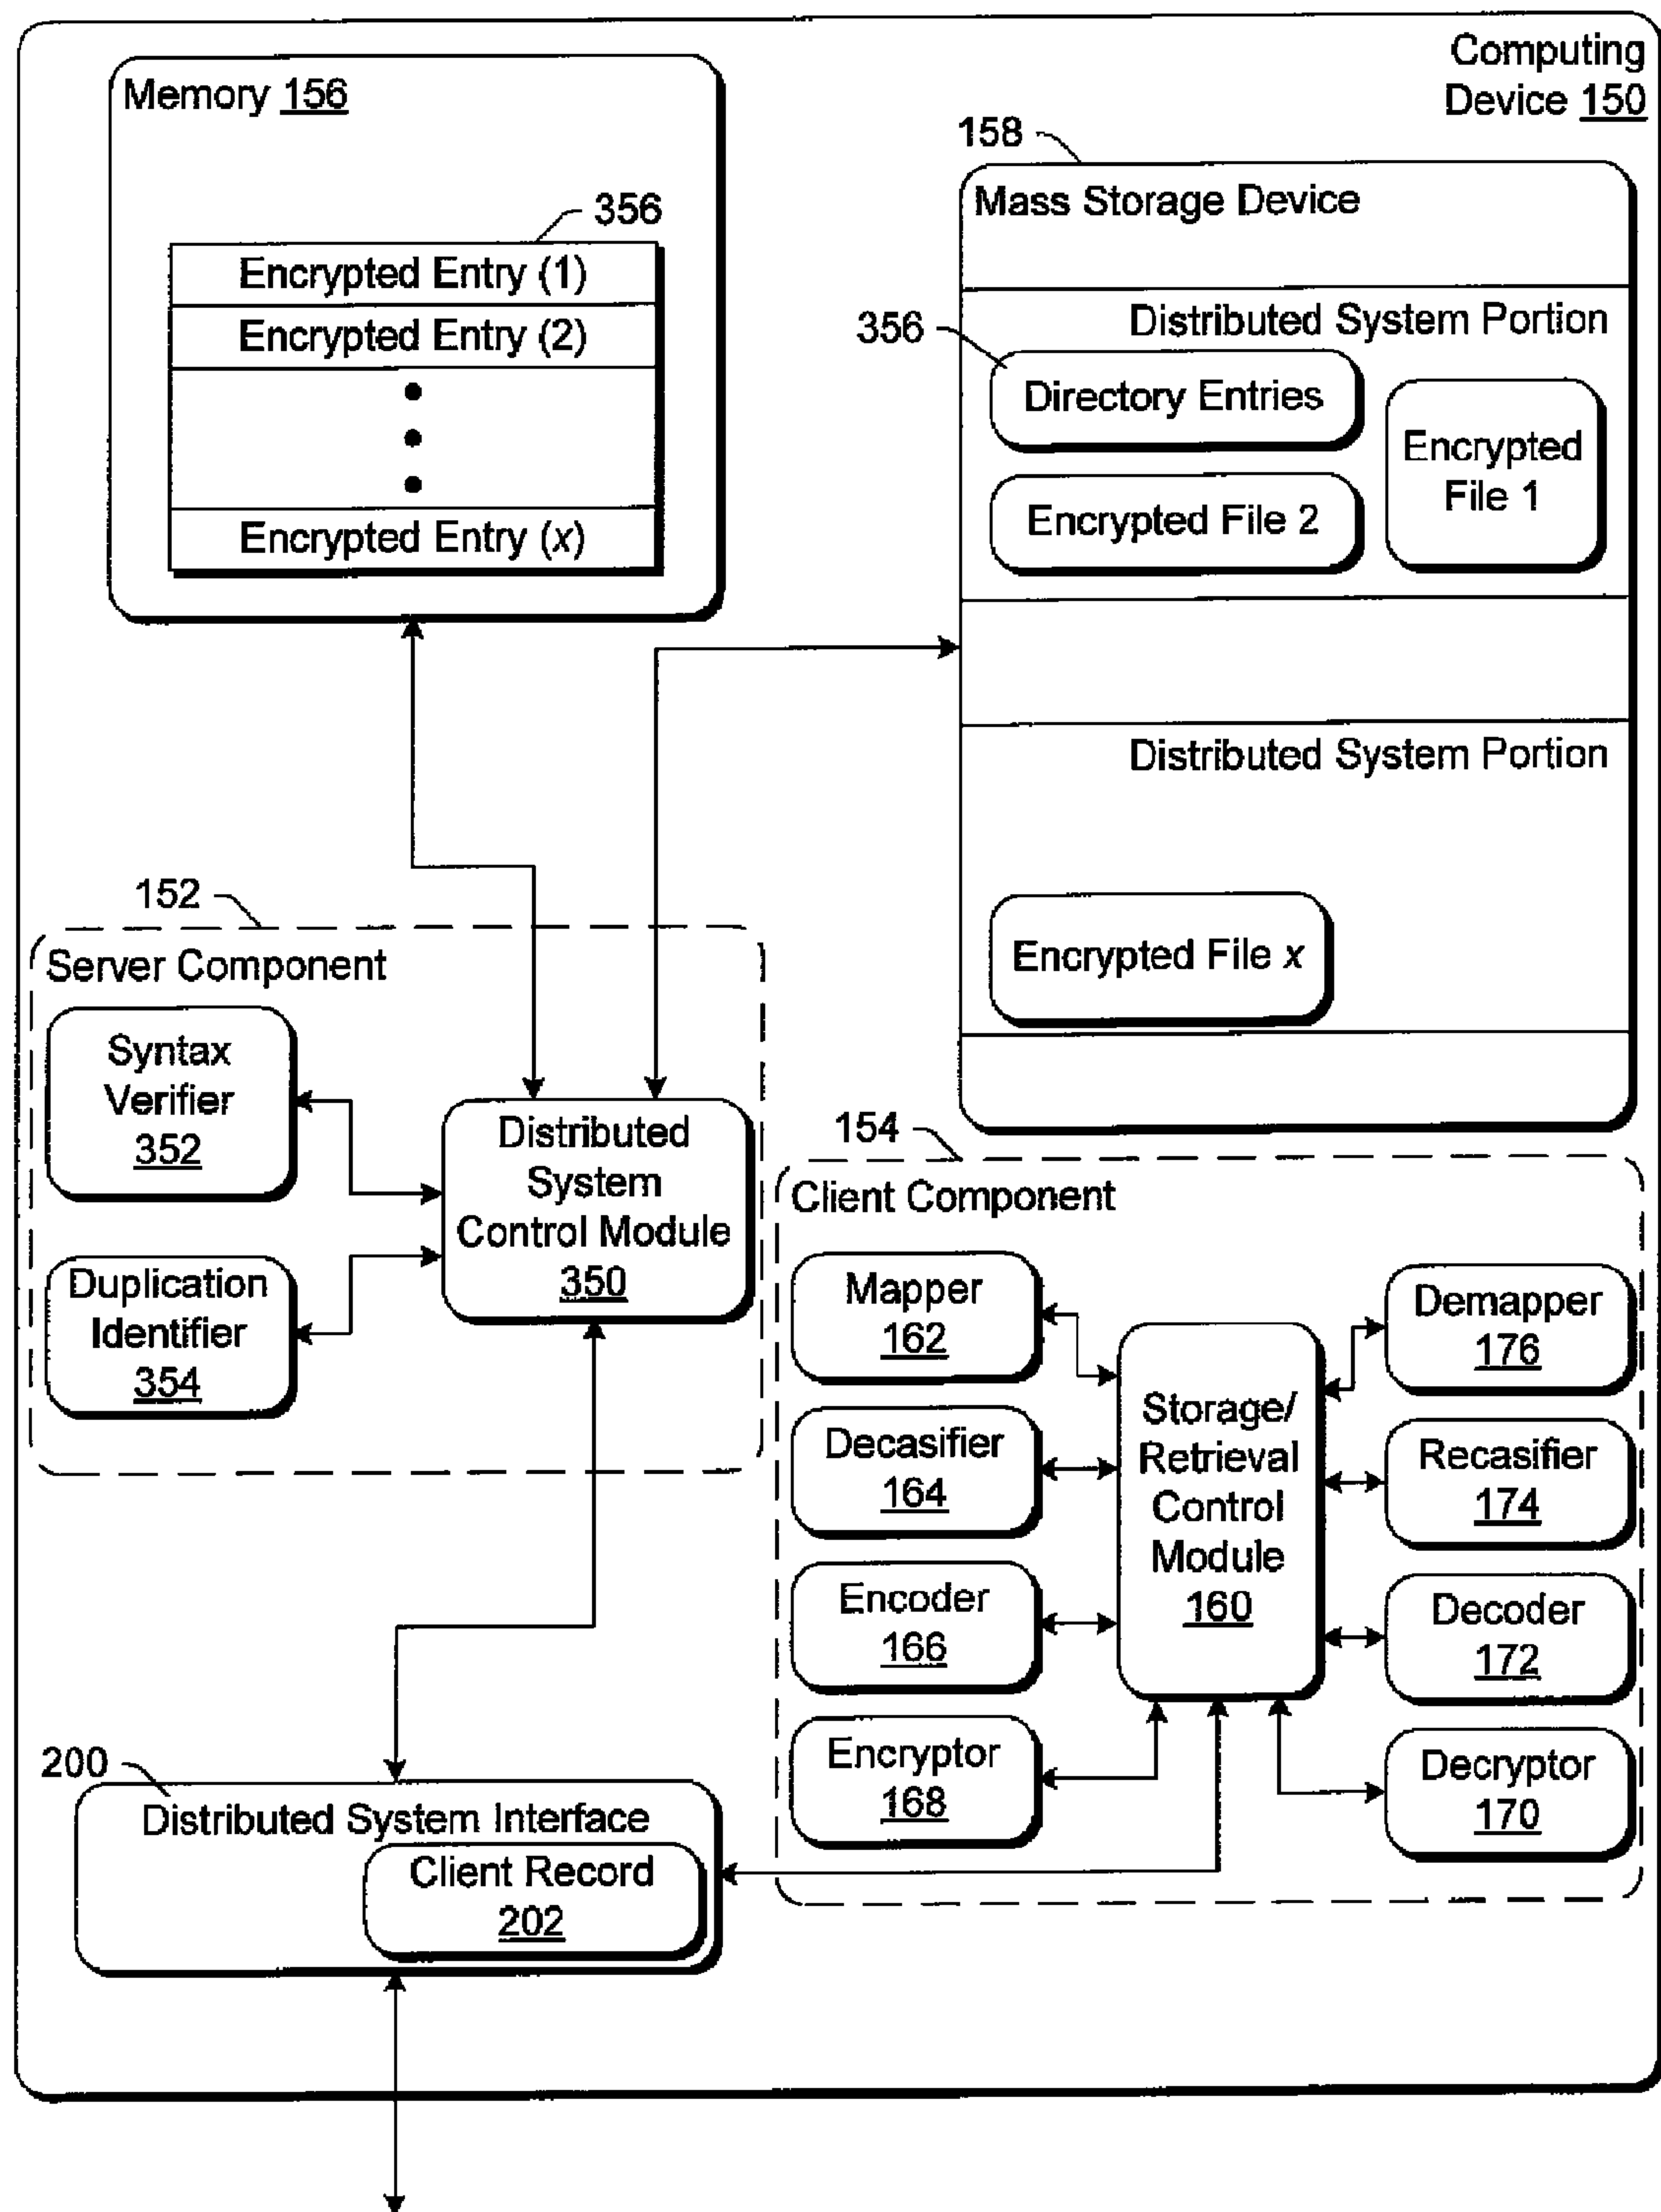 Computing
Device 150
Memory 156
356
Encrypted Entry (1)
Encrypted Entry (2)
Encrypted Entry (x)
158
Mass Storage Device
Distributed System Portion
356
Directory Entries
Encrypted
File 1
Encrypted File 2
Distributed System Portion
Encrypted File x
152
Server Component
Syntax
Verifier
352
Duplication
Identifier
354
Distributed
System
Control Module
350
154
Client Component
Mapper
162
Decasifier
164
Encoder
166
Encryptor
168
Storage/
Retrieval
Control
Module
160
Demapper
176
Recasifier
174
Decoder
172
Decryptor
170
200
Distributed System Interface
Client Record
202